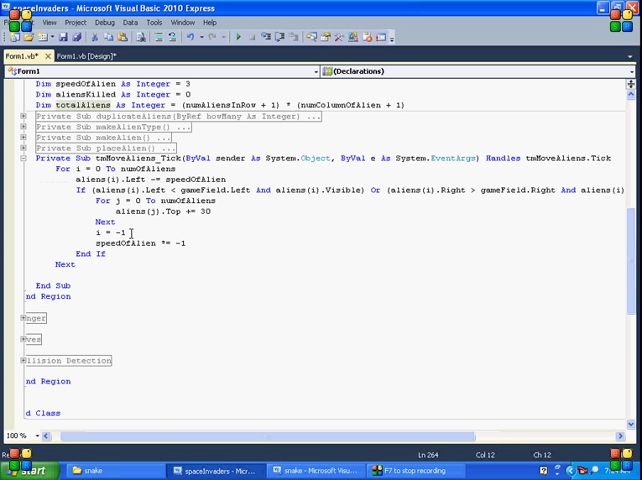 spaceInvaders - Microsoft Visual Basic 2010 Express
View Project Debug Data Tools Window Help
Form1.vb* Form1.vb [Design]*
Form1 (Declarations)
Dim speedOfAlien As Integer = 3
Dim aliensKilled As Integer = 0
Dim totalAliens As Integer = (numAliensInRow + 1) * (numColumnOfAlien + 1)
Private Sub duplicateAliens(ByRef howMany As Integer) ...
Private Sub makeAlienType() ...
Private Sub makeAlien() ...
Private Sub placeAlien() ...
Private Sub tmMoveAliens_Tick(ByVal sender As System.Object, ByVal e As System.EventArgs) Handles tmMoveAliens.Tick
For i = 0 To numOfAliens
aliens(i).Left -= speedOfAlien
If (aliens(i).Left < gameField.Left And aliens(i).Visible) Or (aliens(i).Right > gameField.Right And aliens(i)
For j = 0 To numOfAliens
aliens(j).Top += 30
Next
i = -1
speedOfAlien *= -1
End If
Next
End Sub
nd Region
nger
ves
llision Detection
nd Region
d Class
100 %
Ln 264 Col 12 Ch 12
start snake spaceInvaders - Micr... snake - Microsoft Visu... F7 to stop recording